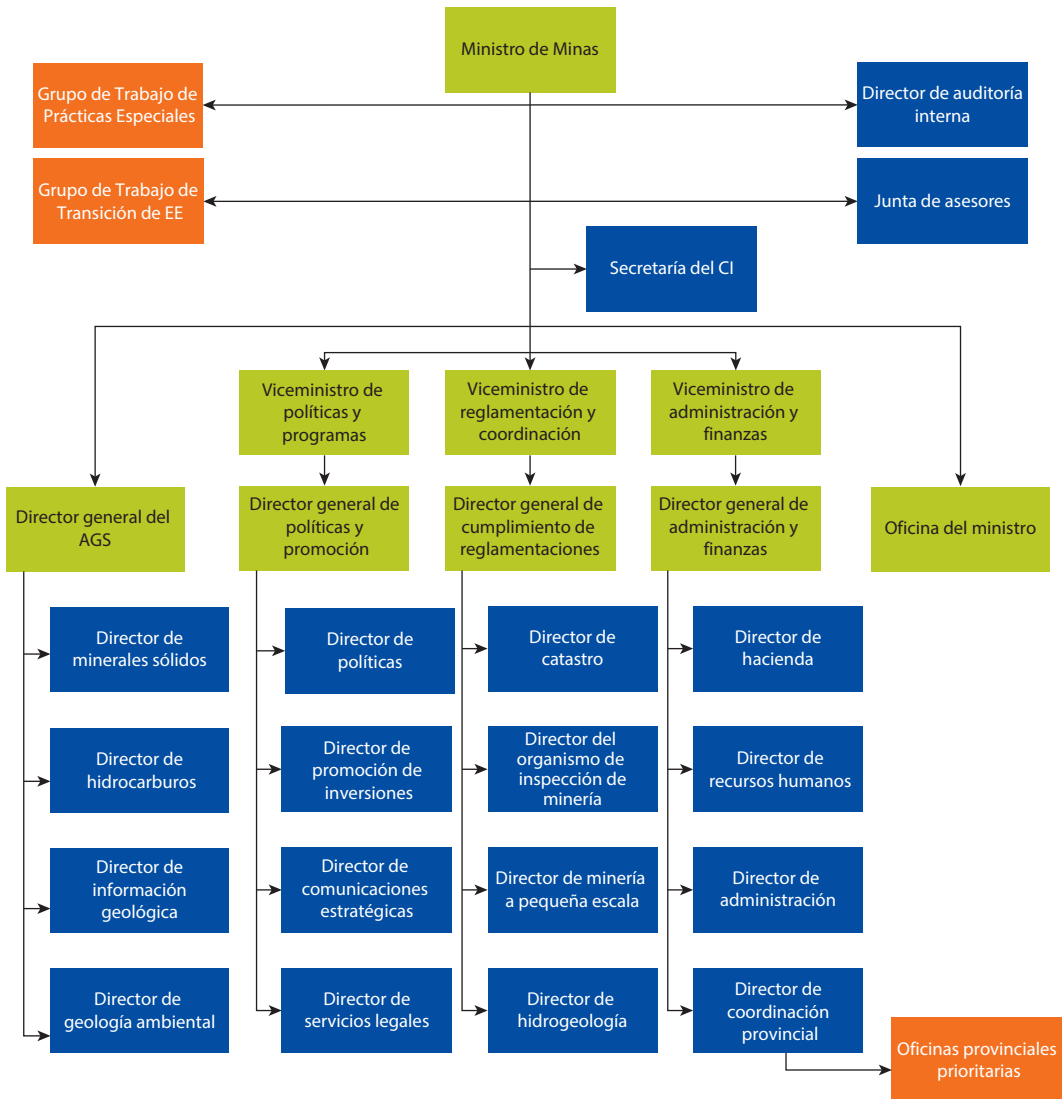 Ministro de Minas
Grupo de Trabajo de
Prácticas Especiales
Director de auditoría
interna
Grupo de Trabajo de
Transición de EE
Junta de asesores
Secretaría del CI
Viceministro de
políticas y
programas
Viceministro de
reglamentación y
coordinación
Viceministro de
administración y
finanzas
Director general del
AGS
Director general de
políticas y
promoción
Director general de
cumplimiento de
reglamentaciones
Director general de
administración y
finanzas
Oficina del ministro
Director de
minerales sólidos
Director de
políticas
Director de
catastro
Director de
hacienda
Director de
hidrocarburos
Director de
promoción de
inversiones
Director del
organismo de
inspección de
minería
Director de
recursos humanos
Director de
información
geológica
Director de
comunicaciones
estratégicas
Director de minería
a pequeña escala
Director de
administración
Director de
geología ambiental
Director de
servicios legales
Director de
hidrogeología
Director de
coordinación
provincial
Oficinas provinciales
prioritarias